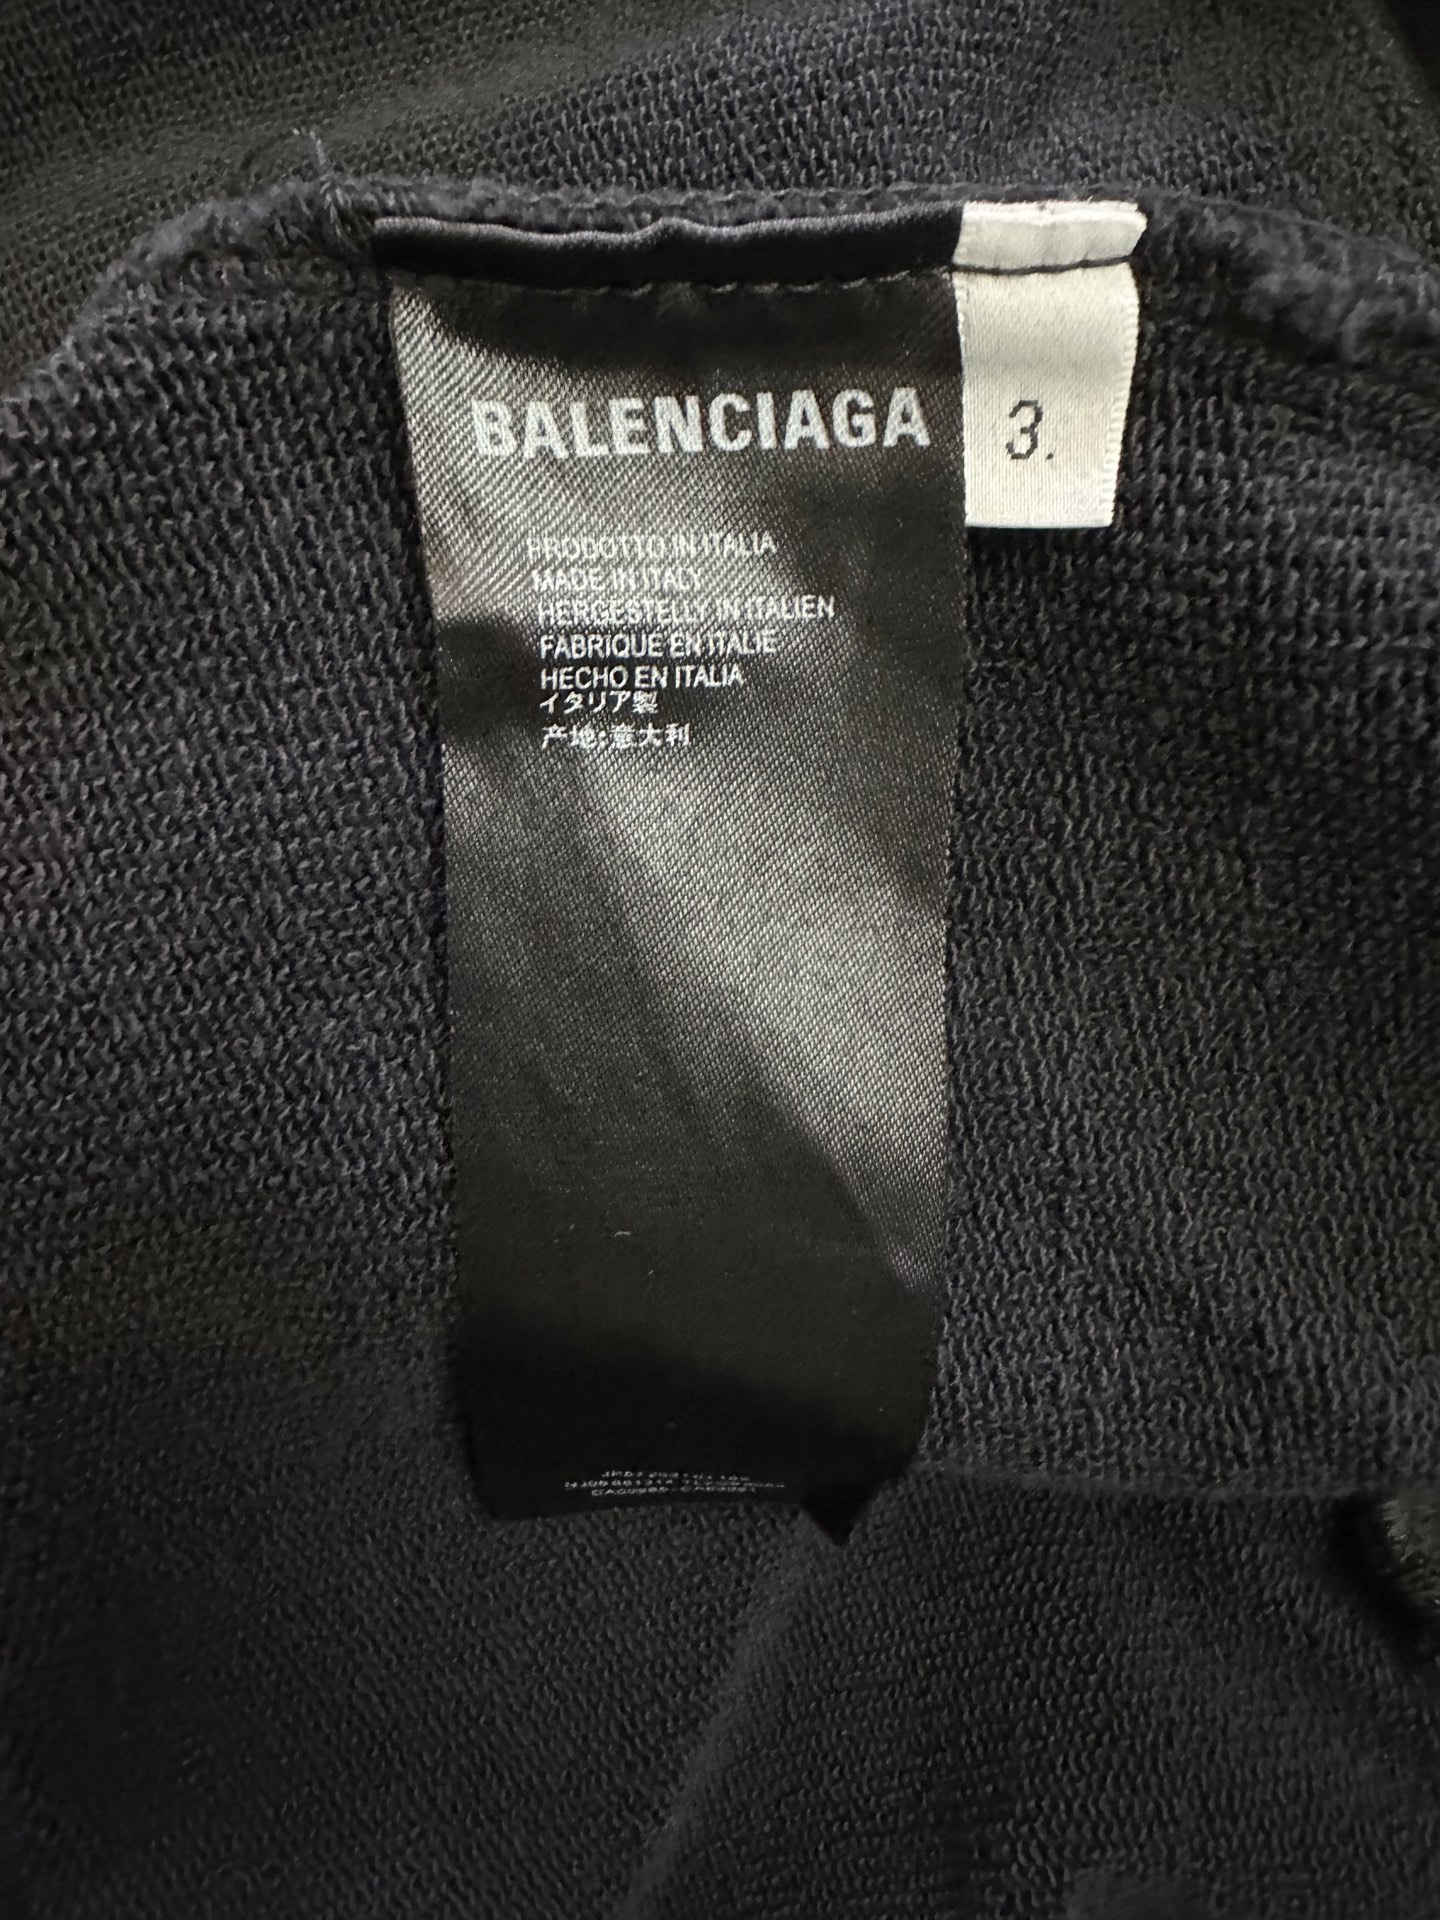 BALENCIAGA
3.
PRODOTTO IN ITALIA
MADE IN ITALY
HERGESTELLT IN ITALIEN
FABRIQUE EN ITALIE
HECHO EN ITALIA
イタリア製
产地:意大利